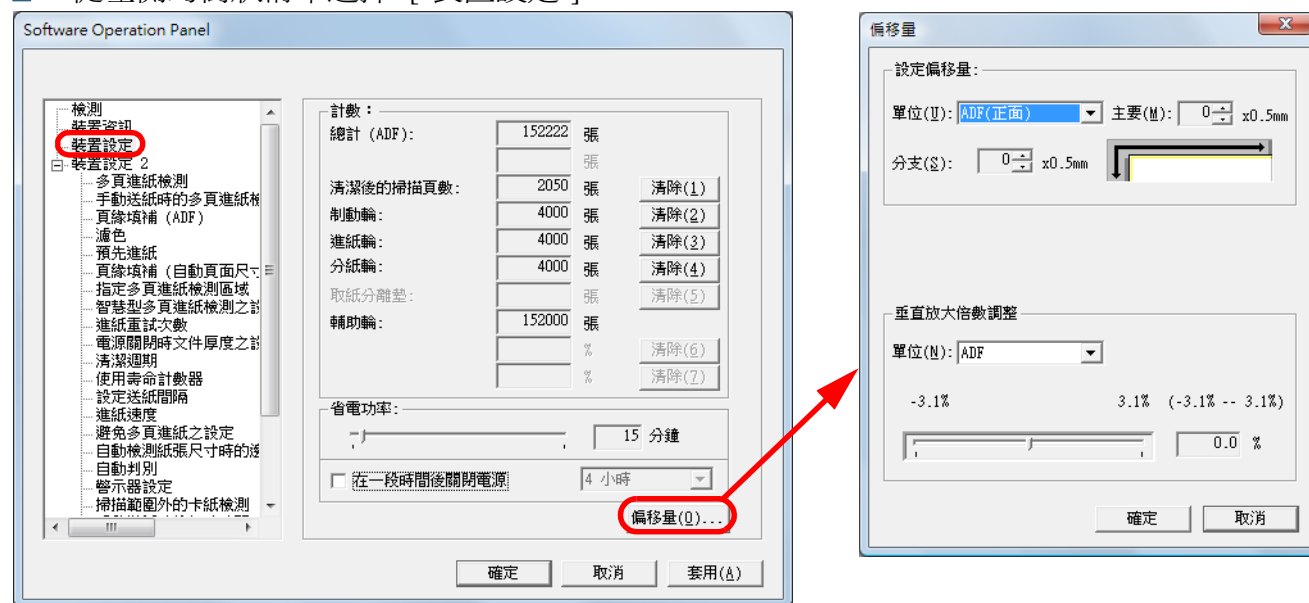 Software Operation Panel
檢測
裝置資訊
裝置設定
裝置設定 2
多頁進紙檢測
手動送紙時的多頁進紙檢
頁緣填補 (ADF)
濾色
預先進紙
頁緣填補 (自動頁面尺寸
指定多頁進紙檢測區域
智慧型多頁進紙檢測之設
進紙重試次數
電源關閉時文件厚度之設
清潔週期
使用壽命計數器
設定送紙間隔
進紙速度
避免多頁進紙之設定
自動檢測紙張尺寸時的邊
自動判別
警示器設定
掃描範圍外的卡紙檢測
計數：
總計 (ADF): 152222 張
張
清潔後的掃描頁數: 2050 張 清除(1)
制動輪: 4000 張 清除(2)
進紙輪: 4000 張 清除(3)
分紙輪: 4000 張 清除(4)
取紙分離墊: 張 清除(5)
輔助輪: 152000 張
% 清除(6)
% 清除(7)
省電功率:
15 分鐘
在一段時間後關閉電源 4 小時
偏移量(O)...
確定 取消 套用(A)
偏移量
設定偏移量:
單位(U): ADF(正面) 主要(M): 0 x0.5mm
分支(S): 0 x0.5mm
垂直放大倍數調整
單位(N): ADF
-3.1% 3.1% (-3.1% -- 3.1%)
0.0 %
確定 取消